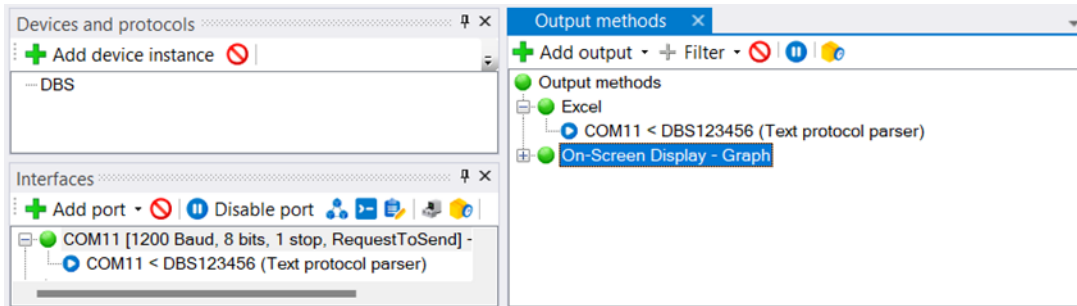 Devices and protocols
Add device instance
DBS
Interfaces
Add port
Disable port
COM11 [1200 Baud, 8 bits, 1 stop, RequestToSend] -
COM11 < DBS123456 (Text protocol parser)
Output methods
Add output
Filter
Output methods
Excel
COM11 < DBS123456 (Text protocol parser)
On-Screen Display - Graph